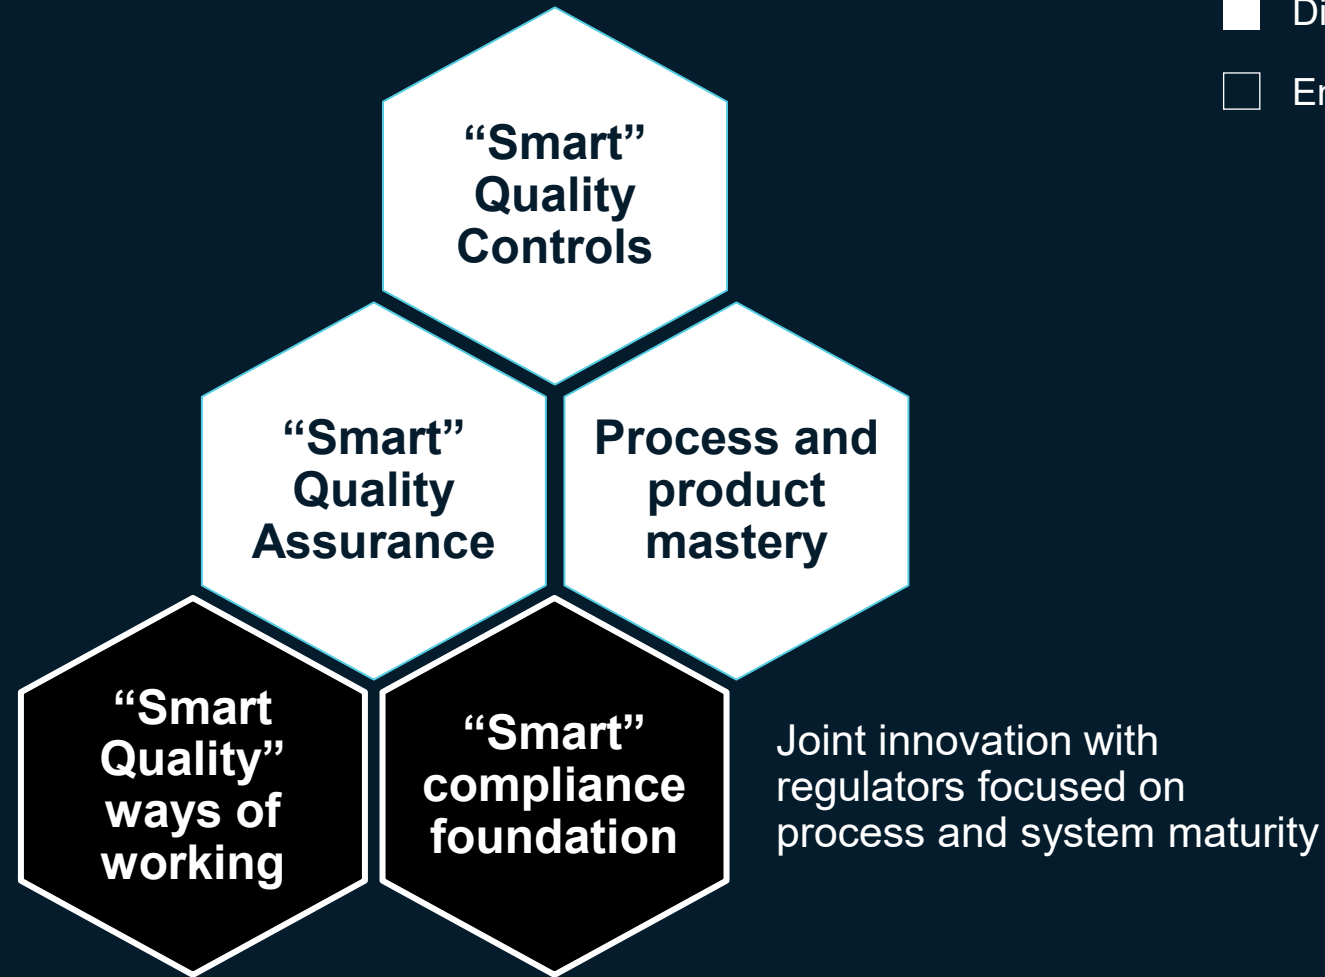 “Smart”
Quality
Controls
“Smart”
Quality
Assurance
Process and
product
mastery
“Smart
Quality”
ways of
working
“Smart”
compliance
foundation
Joint innovation with
regulators focused on
process and system maturity